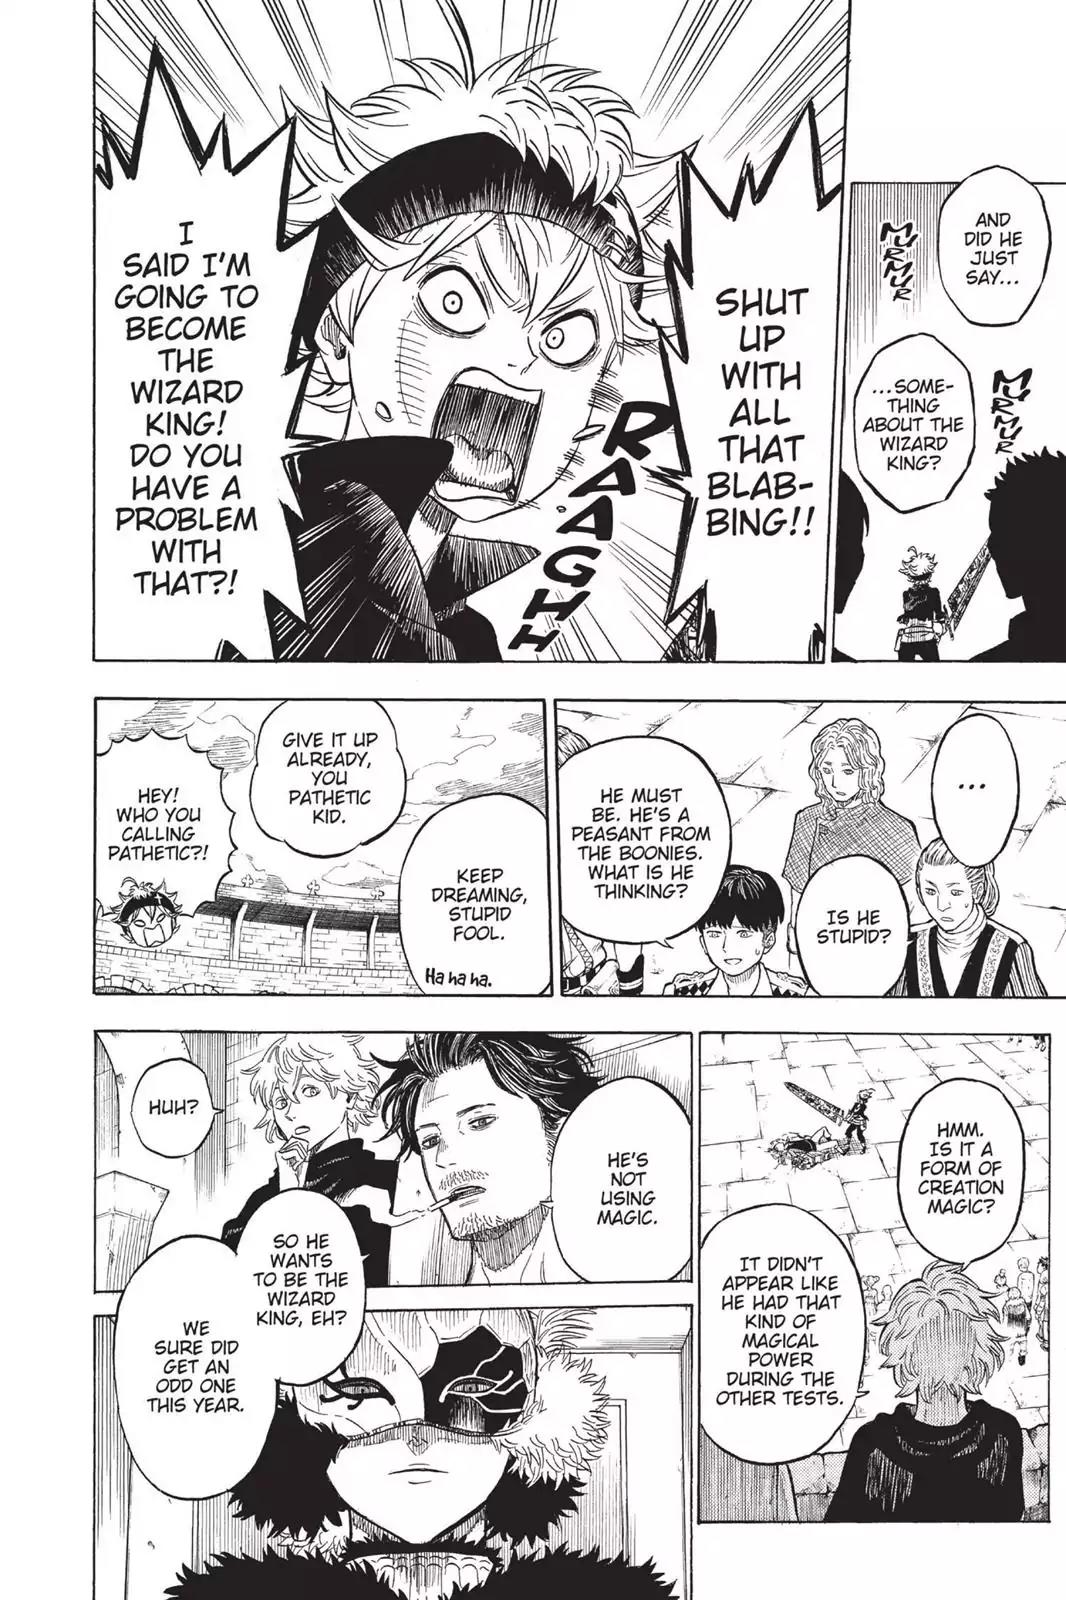 AND
DID HE
JUST
SAY...
MURMUR
...SOME-
THING
ABOUT THE
WIZARD
KING?
MURMUR
SHUT
UP
WITH
ALL
THAT
BLAB-
BING!!
RAAGHH
I
SAID I'M
GOING TO
BECOME
THE
WIZARD
KING!
DO YOU
HAVE A
PROBLEM
WITH
THAT?!
...
IS HE
STUPID?
HE MUST
BE. HE'S A
PEASANT FROM
THE BOONIES.
WHAT IS HE
THINKING?
KEEP
DREAMING,
STUPID
FOOL.
Ha ha ha.
GIVE IT UP
ALREADY,
YOU
PATHETIC
KID.
HEY!
WHO YOU
CALLING
PATHETIC?!
HMM.
IS IT A
FORM OF
CREATION
MAGIC?
IT DIDN'T
APPEAR LIKE
HE HAD THAT
KIND OF
MAGICAL
POWER
DURING THE
OTHER TESTS.
HE'S
NOT
USING
MAGIC.
HUH?
SO HE
WANTS
TO BE THE
WIZARD
KING, EH?
WE
SURE DID
GET AN
ODD ONE
THIS YEAR.